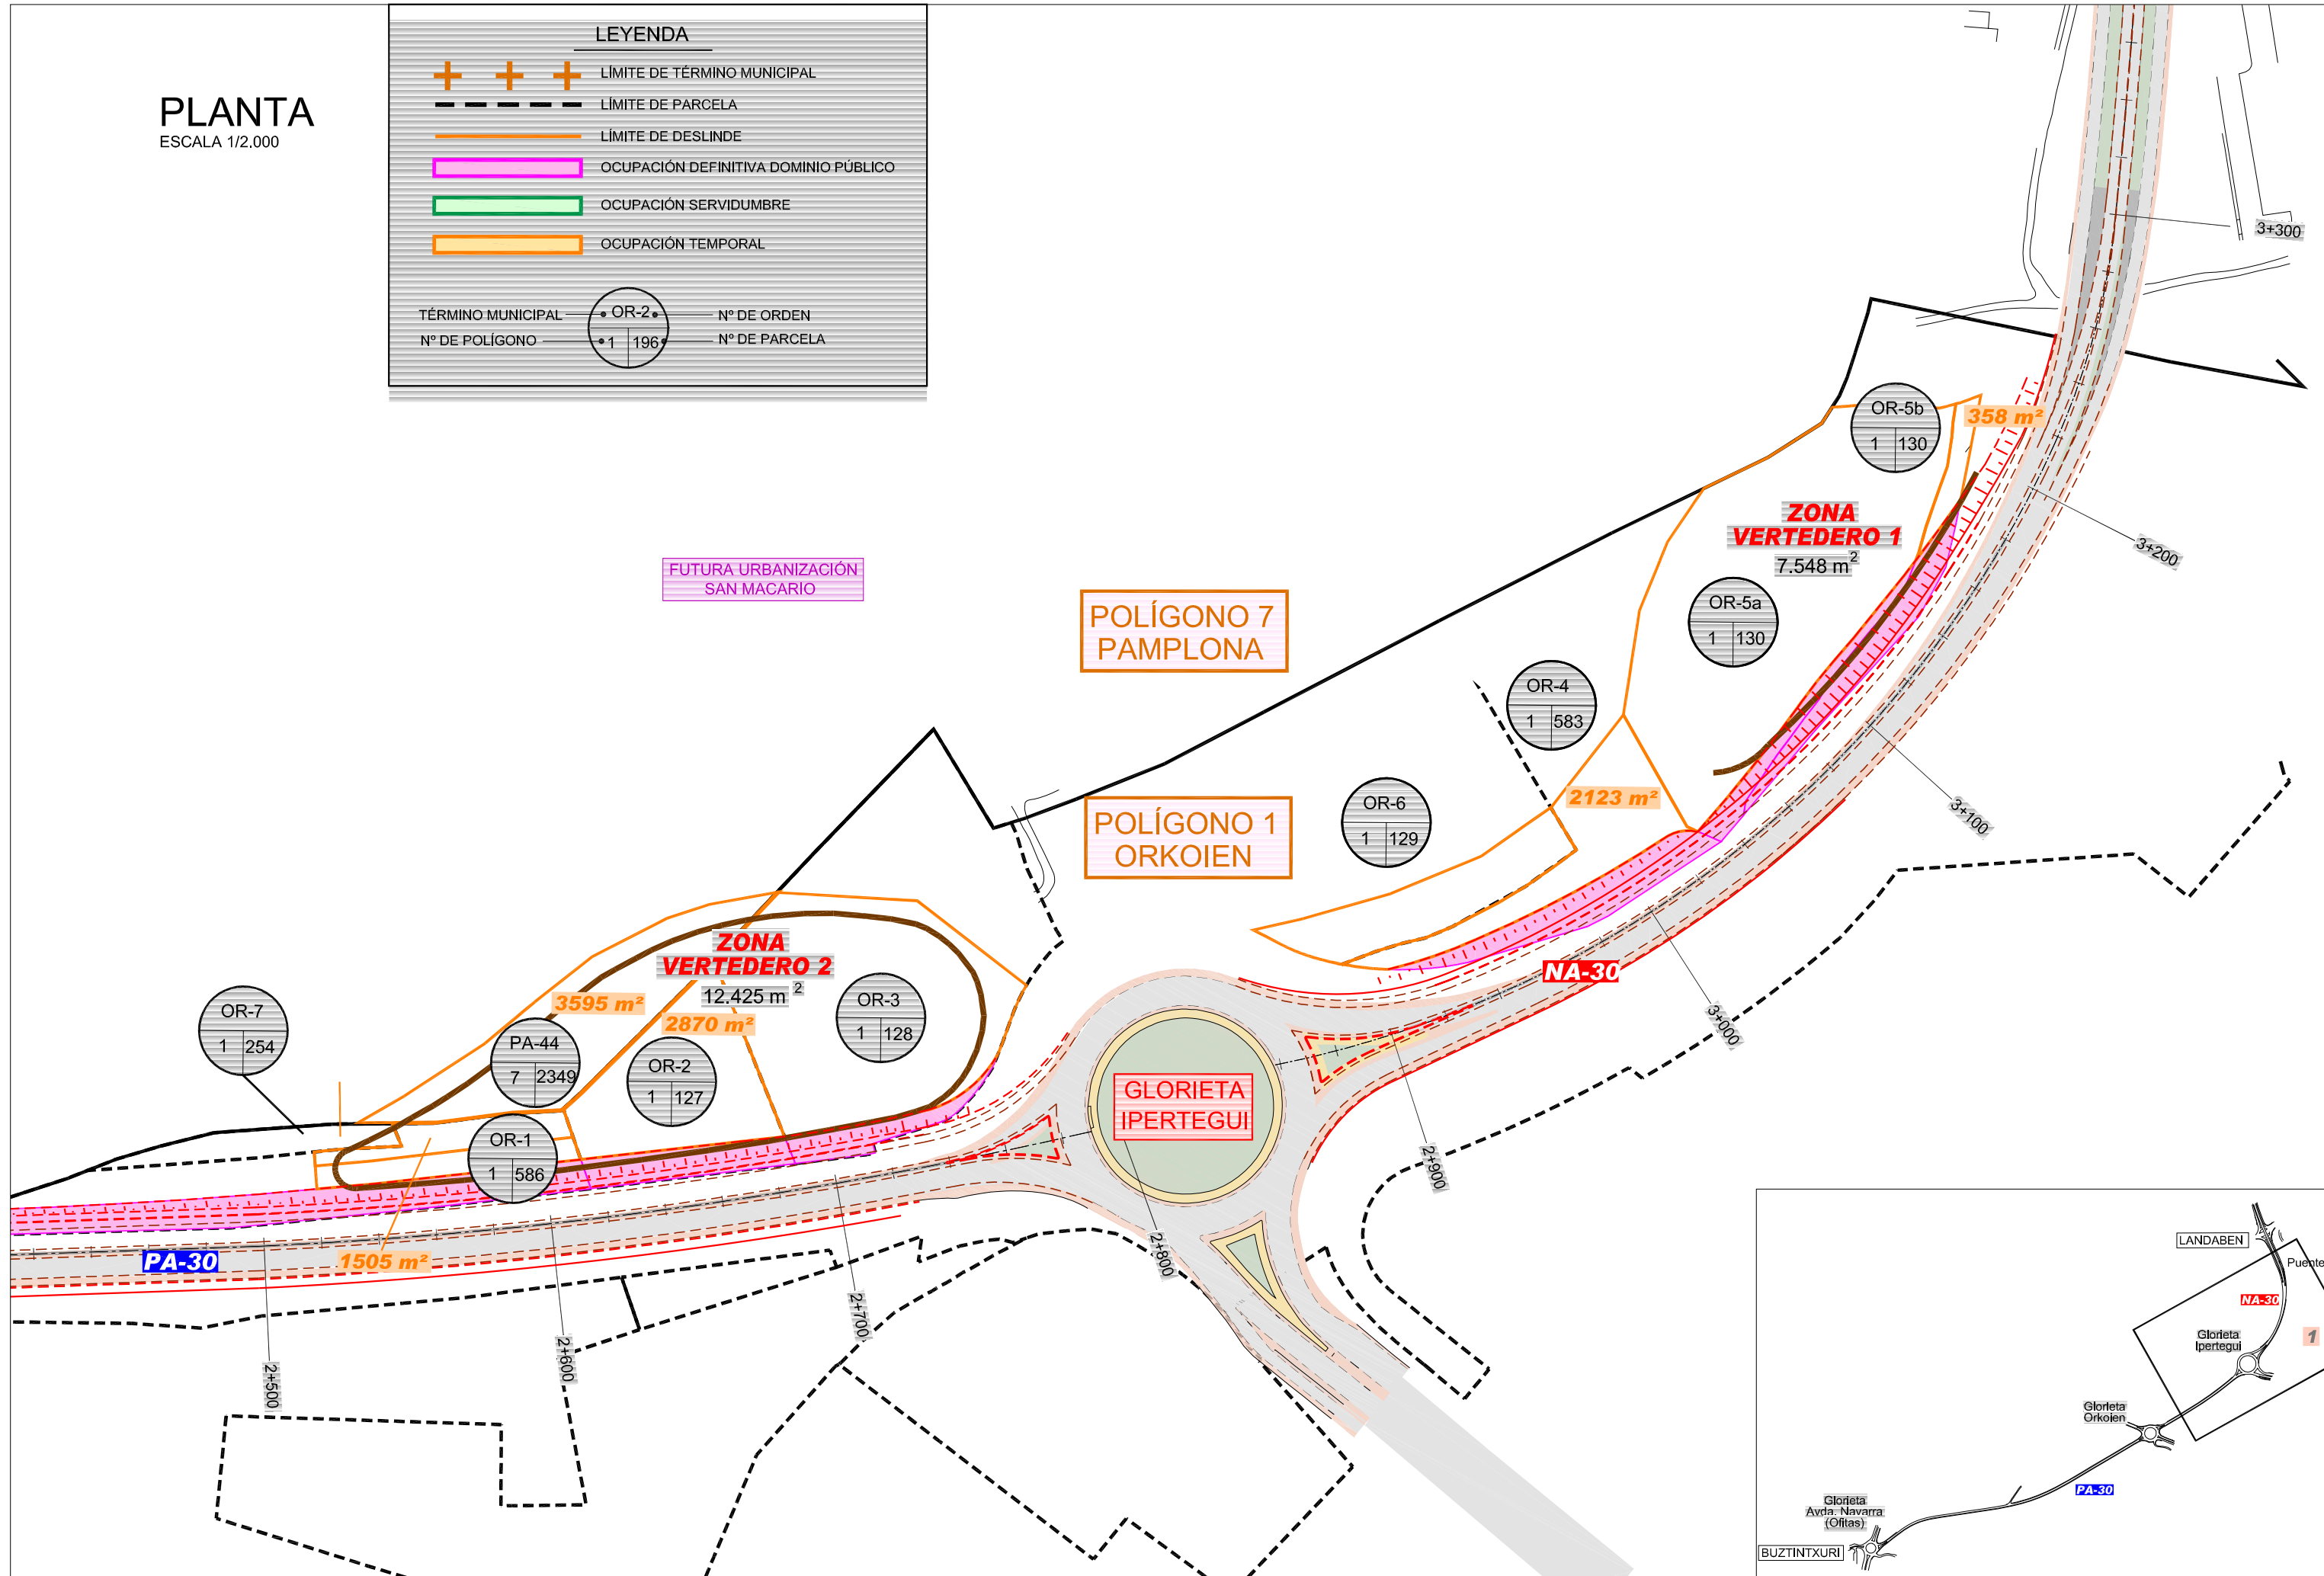 PLANTA
ESCALA 1/2.000
LEYENDA
LÍMITE DE TÉRMINO MUNICIPAL
LÍMITE DE PARCELA
LÍMITE DE DESLINDE
OCUPACIÓN DEFINITIVA DOMINIO PÚBLICO
OCUPACIÓN SERVIDUMBRE
OCUPACIÓN TEMPORAL
TÉRMINO MUNICIPAL
OR-2
Nº DE ORDEN
Nº DE POLÍGONO
1 196
Nº DE PARCELA
3+300
OR-5b
1 130
358 m²
ZONA
VERTEDERO 1
7.548 m²
3+200
FUTURA URBANIZACIÓN
SAN MACARIO
POLÍGONO 7
PAMPLONA
OR-5a
1 130
OR-4
1 583
2123 m²
OR-6
1 129
3+100
POLÍGONO 1
ORKOIEN
ZONA
VERTEDERO 2
12.425 m²
3595 m²
2870 m²
OR-3
1 128
OR-7
1 254
PA-44
7 2349
OR-2
1 127
NA-30
3+000
GLORIETA
IPERTEGUI
OR-1
1 586
2+900
PA-30
1505 m²
2+800
2+700
2+600
2+500
LANDABEN
Puente
NA-30
1
Glorieta
Ipertegui
Glorieta
Orkoien
PA-30
Glorieta
Avda. Navarra
(Ofitas)
BUZTINTXURI